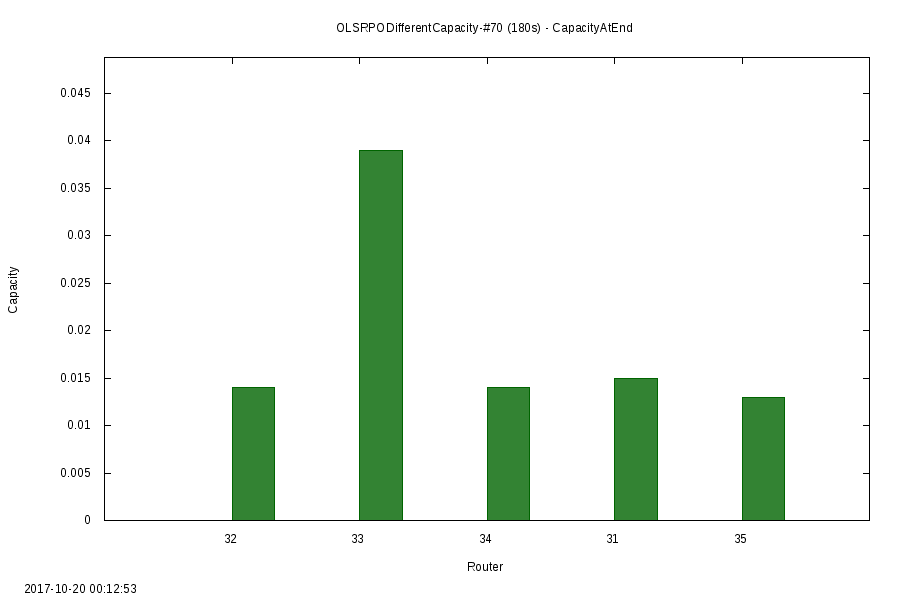 OLSRPODifferentCapacity-#70 (180s) - CapacityAtEnd
0.045
0.04
0.035
0.03
0.025
0.02
0.015
0.01
0.005
0
Capacity
32 33 34 31 35
Router
2017-10-20 00:12:53